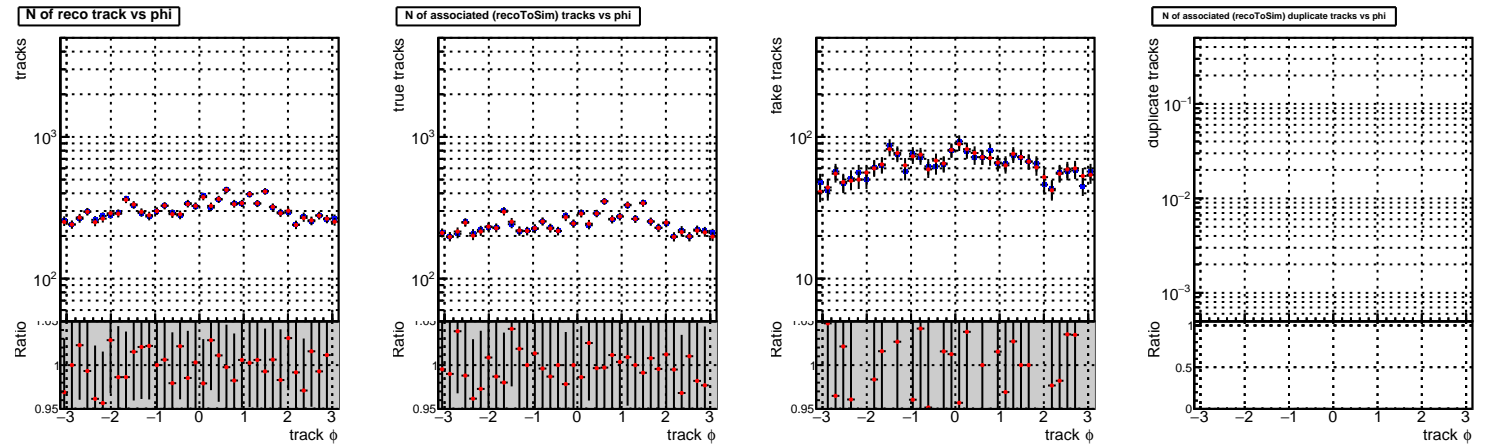 N of reco track vs phi
tracks
10³
10²
Ratio
1
0.95
−3 −2 −1 0 1 2 3
track ϕ
N of associated (recoToSim) tracks vs phi
true tracks
10³
10²
Ratio
1
0.95
−3 −2 −1 0 1 2 3
track ϕ
fake tracks
10²
10
Ratio
1
0.95
−3 −2 −1 0 1 2 3
track ϕ
N of associated (recoToSim) duplicate tracks vs phi
duplicate tracks
10⁻¹
10⁻²
10⁻³
Ratio
1
0.5
0
−3 −2 −1 0 1 2 3
track ϕ